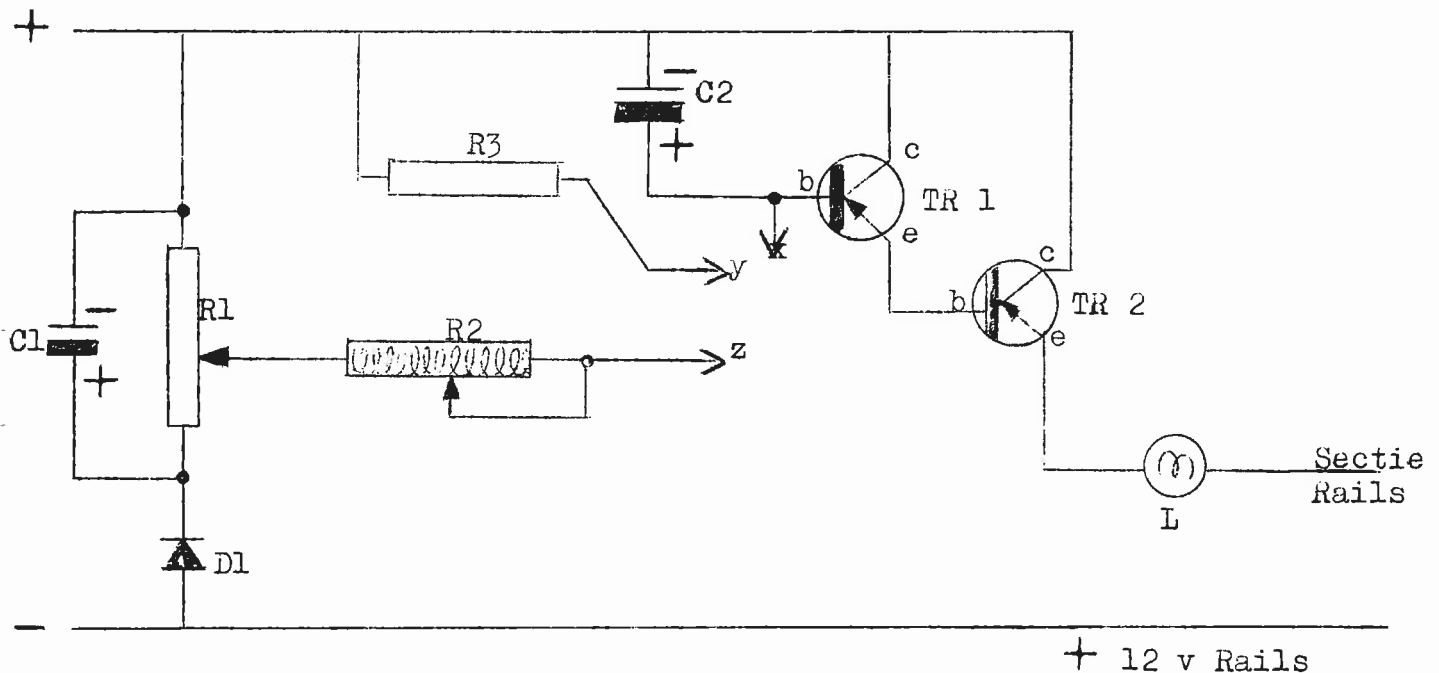 +
−
C2
+
R3
c
b
TR 1
e
x
y
c
−
R1
b
TR 2
C1
R2
z
e
+
Sectie
Rails
L
D1
−
+ 12 v Rails